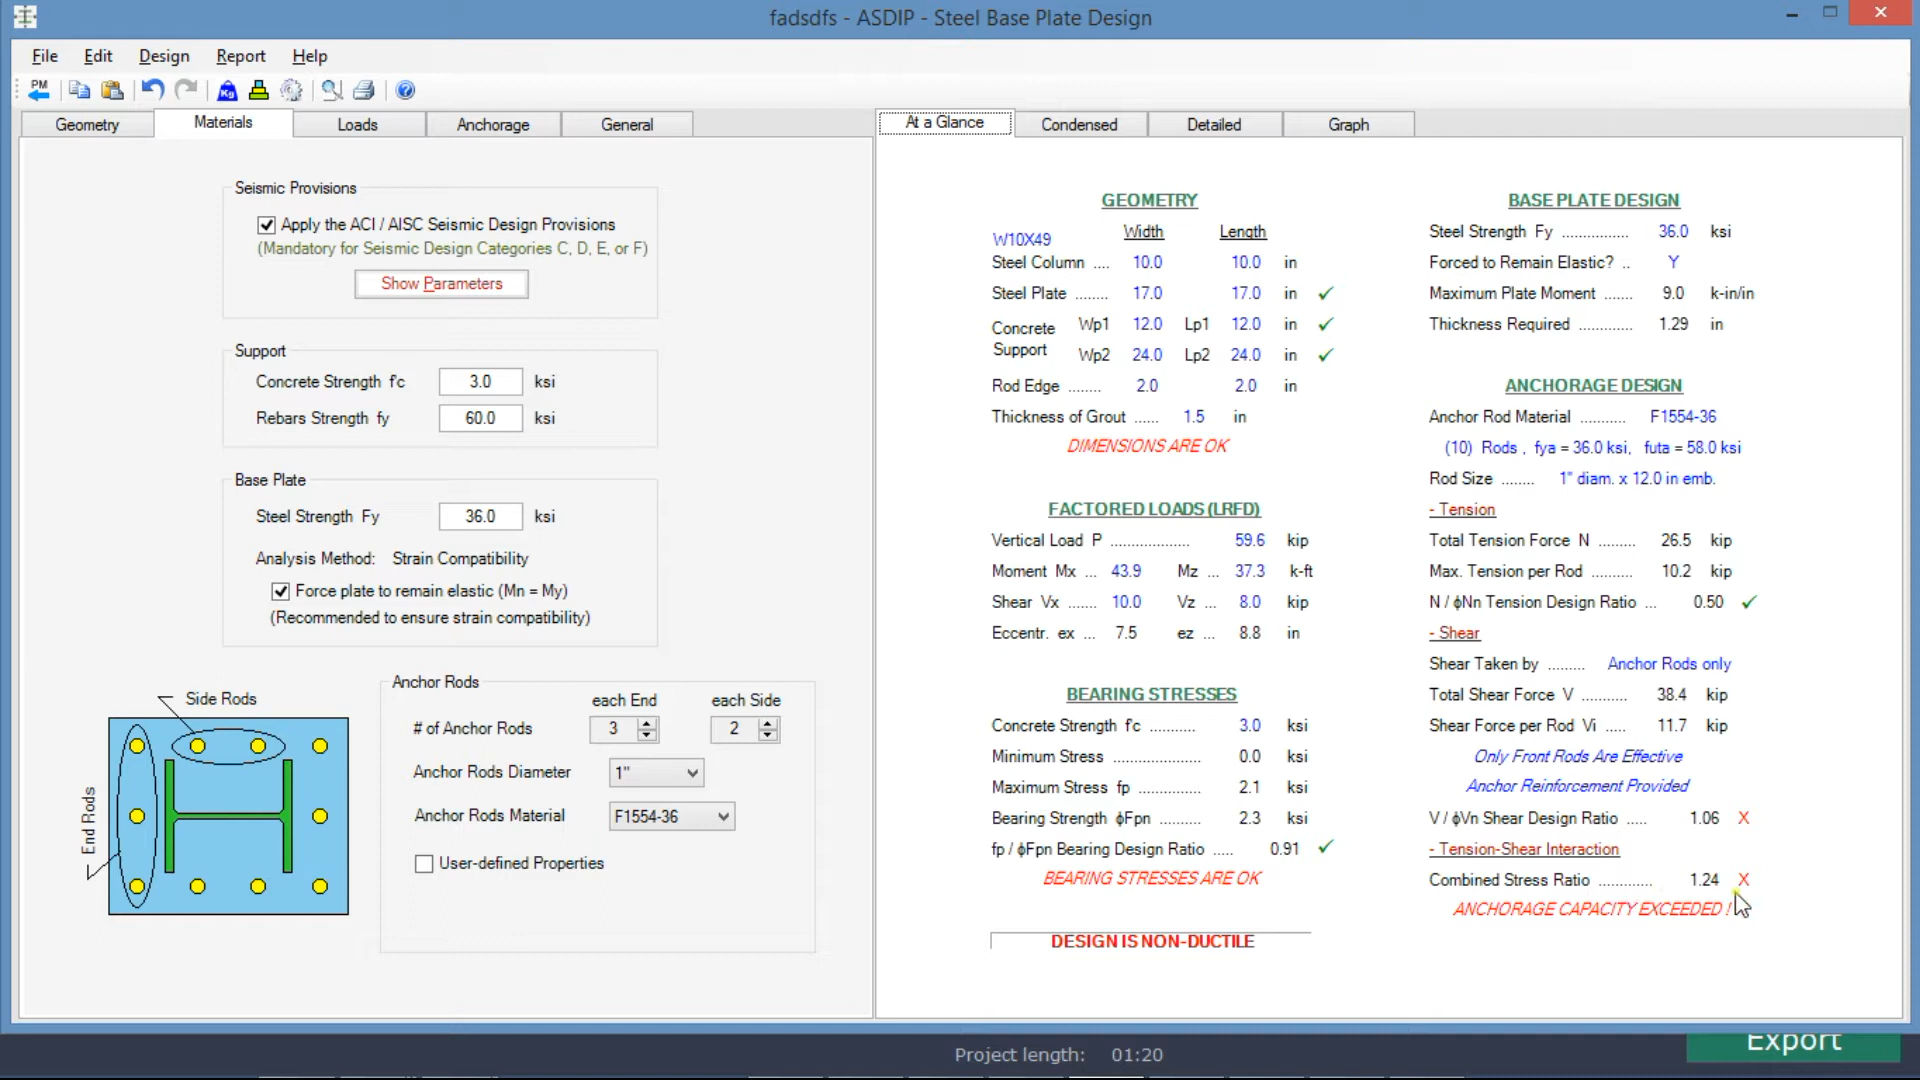 fadsdfs - ASDIP - Steel Base Plate Design
File Edit Design Report Help
PM Kg ?
Geometry Materials Loads Anchorage General
At a Glance Condensed Detailed Graph
Seismic Provisions
Apply the ACI / AISC Seismic Design Provisions
(Mandatory for Seismic Design Categories C, D, E, or F)
Show Parameters
Support
Concrete Strength f'c 3.0 ksi
Rebars Strength fy 60.0 ksi
Base Plate
Steel Strength Fy 36.0 ksi
Analysis Method: Strain Compatibility
Force plate to remain elastic (Mn = My)
(Recommended to ensure strain compatibility)
Side Rods
End Rods
Anchor Rods
each End each Side
# of Anchor Rods 3 2
Anchor Rods Diameter 1"
Anchor Rods Material F1554-36
User-defined Properties
GEOMETRY
W10X49 Width Length
Steel Column .... 10.0 10.0 in
Steel Plate ........ 17.0 17.0 in ✓
Concrete Support Wp1 12.0 Lp1 12.0 in ✓
Wp2 24.0 Lp2 24.0 in ✓
Rod Edge ........ 2.0 2.0 in
Thickness of Grout ...... 1.5 in
DIMENSIONS ARE OK
FACTORED LOADS (LRFD)
Vertical Load P .................. 59.6 kip
Moment Mx ... 43.9 Mz ... 37.3 k-ft
Shear Vx ....... 10.0 Vz ... 8.0 kip
Eccentr. ex ... 7.5 ez ... 8.8 in
BEARING STRESSES
Concrete Strength f'c .......... 3.0 ksi
Minimum Stress .................... 0.0 ksi
Maximum Stress fp ............... 2.1 ksi
Bearing Strength ϕFpn ......... 2.3 ksi
fp / ϕFpn Bearing Design Ratio ..... 0.91 ✓
BEARING STRESSES ARE OK
DESIGN IS NON-DUCTILE
BASE PLATE DESIGN
Steel Strength Fy ............... 36.0 ksi
Forced to Remain Elastic? .. Y
Maximum Plate Moment ....... 9.0 k-in/in
Thickness Required ............ 1.29 in
ANCHORAGE DESIGN
Anchor Rod Material ........... F1554-36
(10) Rods , fya = 36.0 ksi, futa = 58.0 ksi
Rod Size ........ 1" diam. x 12.0 in emb.
- Tension
Total Tension Force N ......... 26.5 kip
Max. Tension per Rod .......... 10.2 kip
N / ϕNn Tension Design Ratio ... 0.50 ✓
- Shear
Shear Taken by ......... Anchor Rods only
Total Shear Force V ........... 38.4 kip
Shear Force per Rod Vi ..... 11.7 kip
Only Front Rods Are Effective
Anchor Reinforcement Provided
V / ϕVn Shear Design Ratio ..... 1.06 X
- Tension-Shear Interaction
Combined Stress Ratio ............. 1.24 X
ANCHORAGE CAPACITY EXCEEDED !
Project length: 01:20
Export